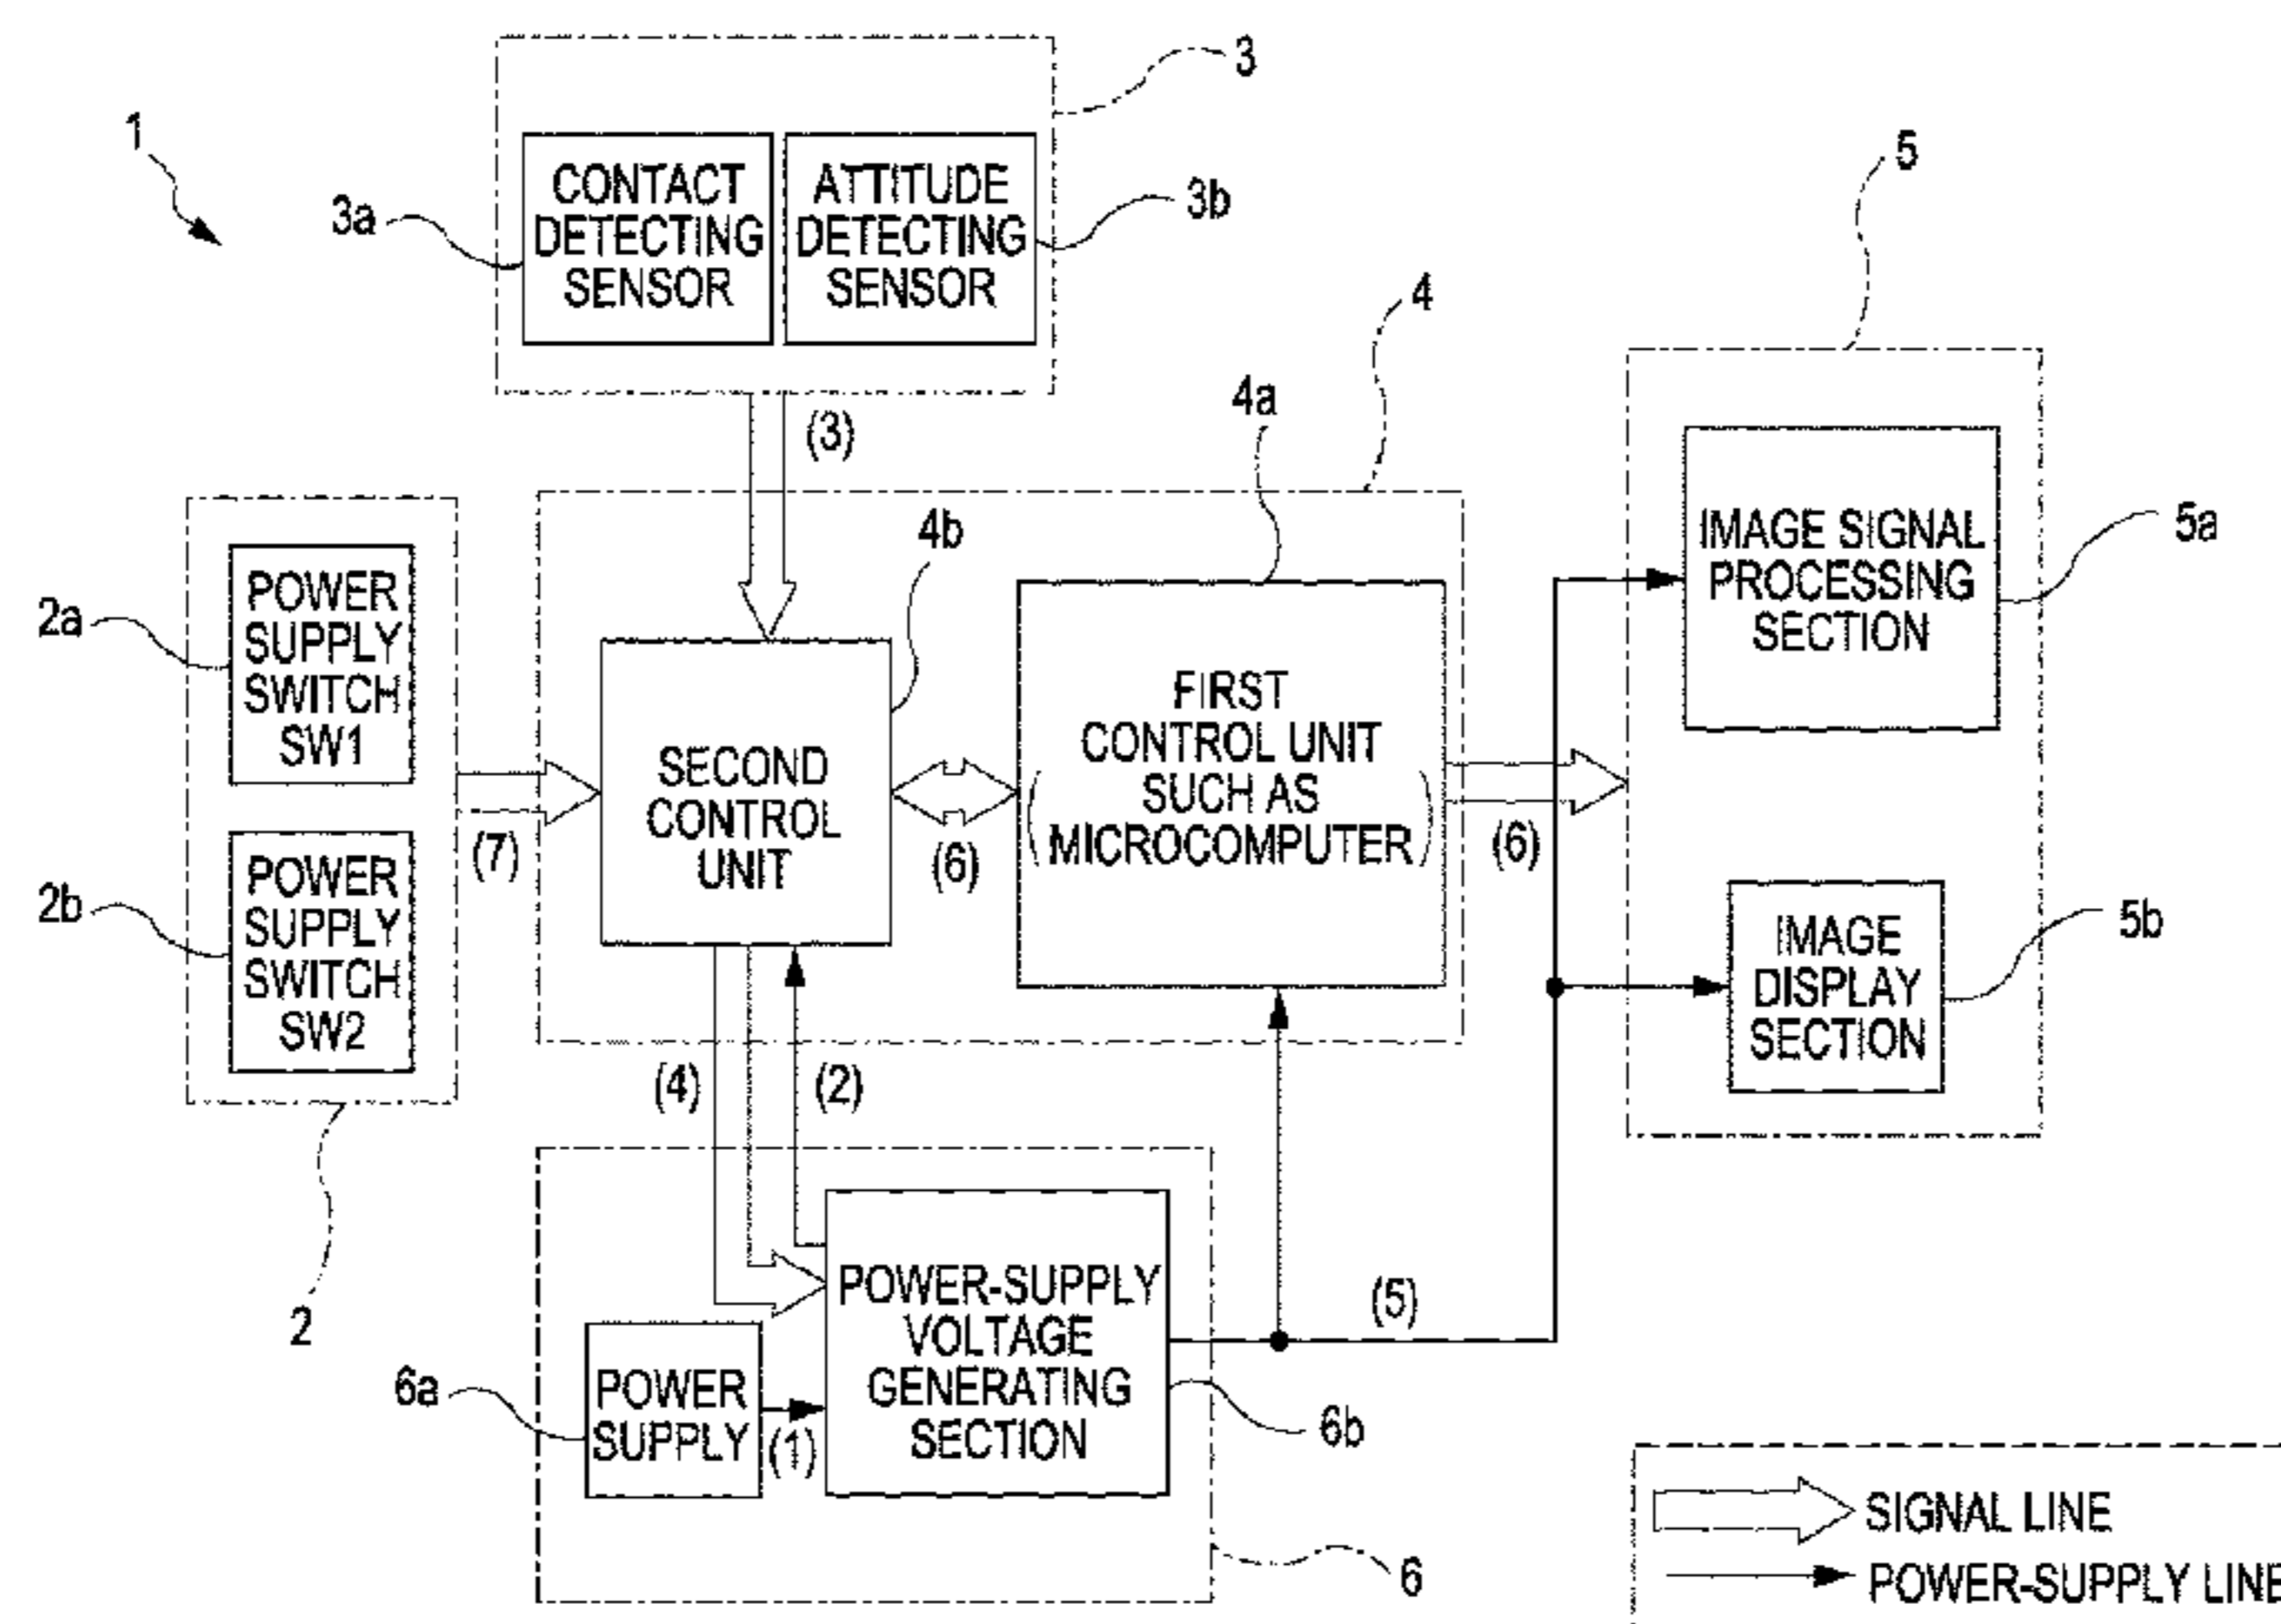 1
3
CONTACT
DETECTING
SENSOR
ATTITUDE
DETECTING
SENSOR
3a
3b
(3)
4
4a
4b
5
IMAGE SIGNAL
PROCESSING
SECTION
5a
POWER
SUPPLY
SWITCH
SW1
2a
POWER
SUPPLY
SWITCH
SW2
2b
2
(7)
SECOND
CONTROL
UNIT
(6)
FIRST
CONTROL UNIT
(SUCH AS
MICROCOMPUTER)
(6)
IMAGE
DISPLAY
SECTION
5b
(4)
(2)
POWER-SUPPLY
VOLTAGE
GENERATING
SECTION
(5)
6a
POWER
SUPPLY
(1)
6b
6
SIGNAL LINE
POWER-SUPPLY LINE